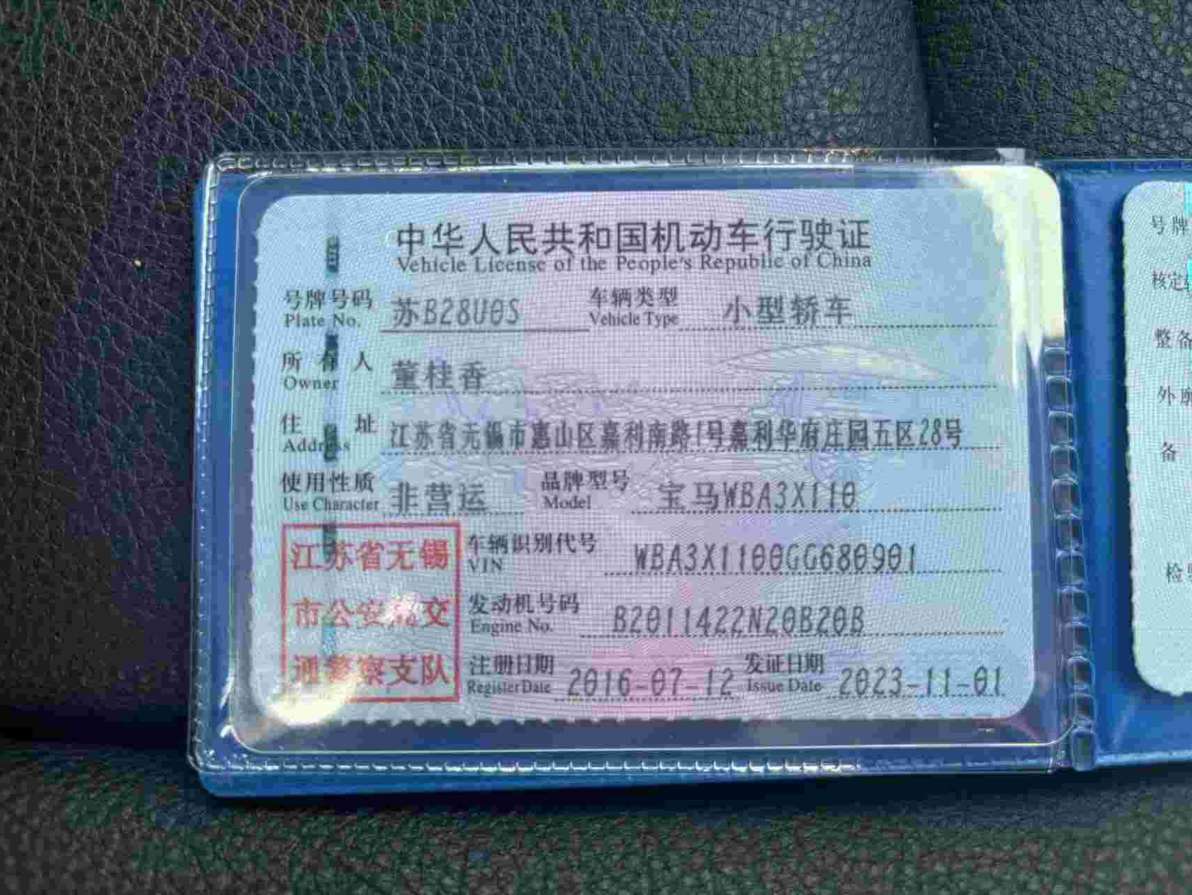 中华人民共和国机动车行驶证
Vehicle License of the People's Republic of China
号牌号码 苏B28U0S 车辆类型 小型轿车
Plate No. Vehicle Type
所有人 董桂香
Owner
住址 江苏省无锡市惠山区嘉利南路1号嘉利华府庄园五区28号
Address
使用性质 非营运 品牌型号 宝马WBA3X110
Use Character Model
江苏省无锡
市公安局交
通警察支队
车辆识别代号 WBA3X1100GG680901
VIN
发动机号码 B2011422N20B20B
Engine No.
注册日期 2016-07-12 发证日期 2023-11-01
Register Date Issue Date
号牌
核定
整备
外廓
备
检验